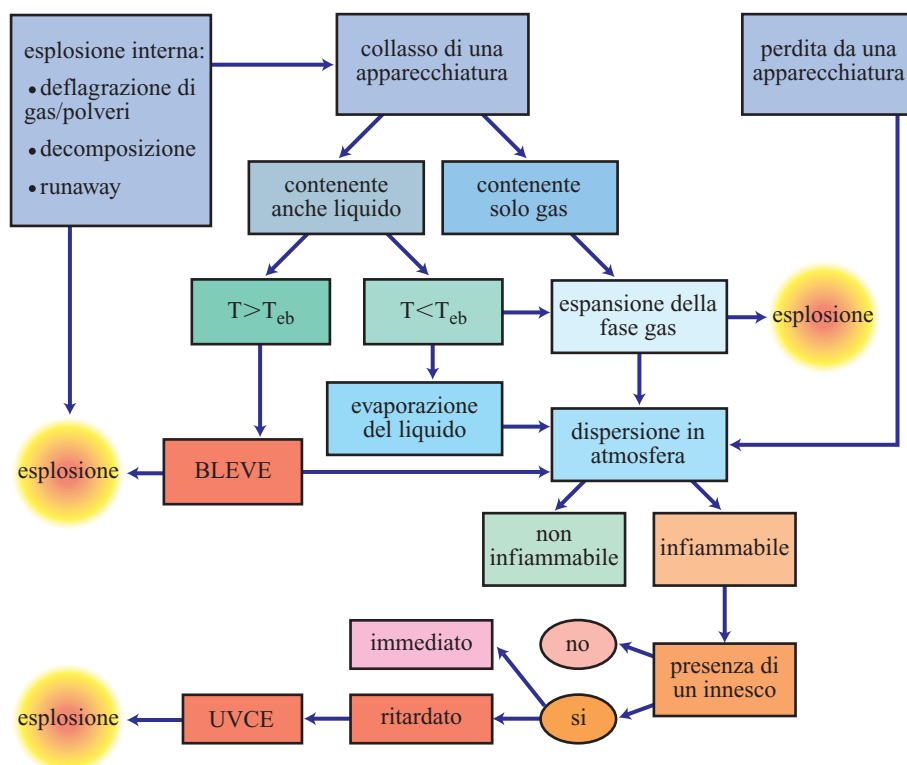 esplosione interna:
• deflagrazione di
gas/polveri
• decomposizione
• runaway
collasso di una
apparecchiatura
perdita da una
apparecchiatura
contenente
anche liquido
contenente
solo gas
T>Teb
T<Teb
espansione della
fase gas
esplosione
evaporazione
del liquido
dispersione in
atmosfera
esplosione
BLEVE
non
infiammabile
infiammabile
immediato
no
presenza di
un innesco
esplosione
UVCE
ritardato
si